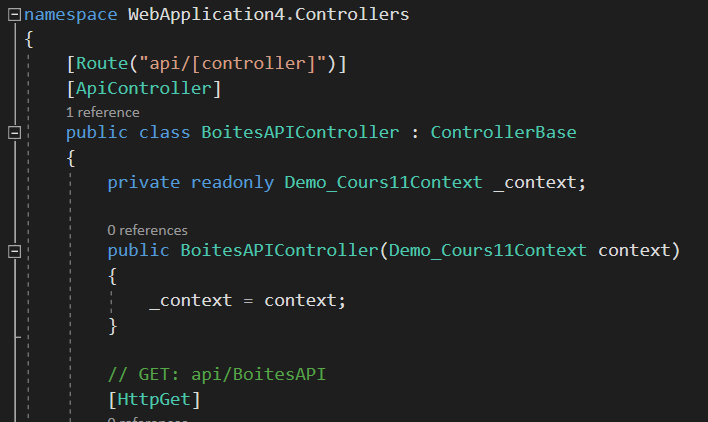 namespace WebApplication4.Controllers
{
[Route("api/[controller]")]
[ApiController]
1 reference
public class BoitesAPIController : ControllerBase
{
private readonly Demo_Cours11Context _context;
0 references
public BoitesAPIController(Demo_Cours11Context context)
{
_context = context;
}
// GET: api/BoitesAPI
[HttpGet]
0 references